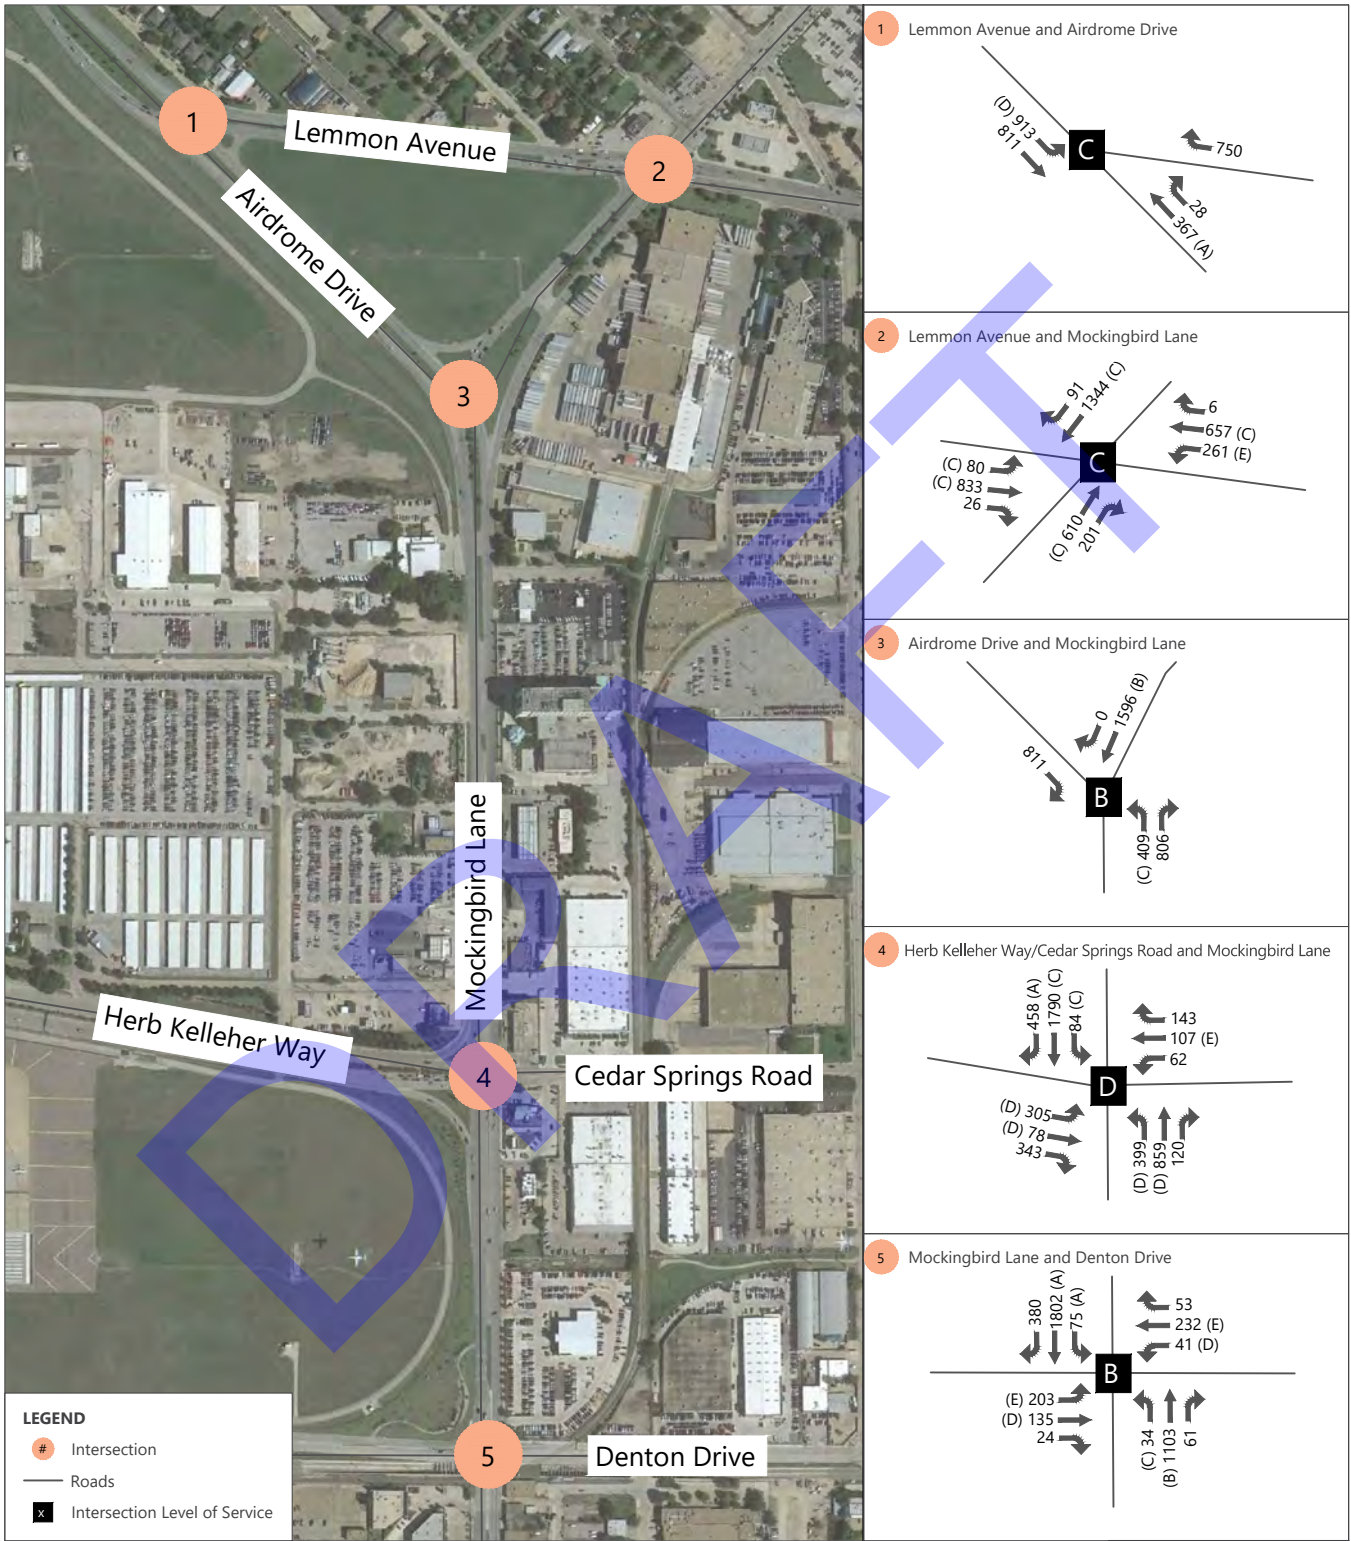 1
Lemmon Avenue
2
Airdrome Drive
3
Mockingbird Lane
Herb Kelleher Way
4
Cedar Springs Road
5
Denton Drive
LEGEND
# Intersection
Roads
x Intersection Level of Service
DRAFT
1 Lemmon Avenue and Airdrome Drive
(D) 913
811
C
750
28
367 (A)
2 Lemmon Avenue and Mockingbird Lane
91
1344 (C)
6
657 (C)
261 (E)
C
(C) 80
(C) 833
26
(C) 610
201
3 Airdrome Drive and Mockingbird Lane
0
1596 (B)
811
B
(C) 409
806
4 Herb Kelleher Way/Cedar Springs Road and Mockingbird Lane
458 (A)
1790 (C)
84 (C)
143
107 (E)
62
D
(D) 305
(D) 78
343
(D) 399
(D) 859
120
5 Mockingbird Lane and Denton Drive
380
1802 (A)
75 (A)
53
232 (E)
41 (D)
B
(E) 203
(D) 135
24
(C) 34
(B) 1103
61